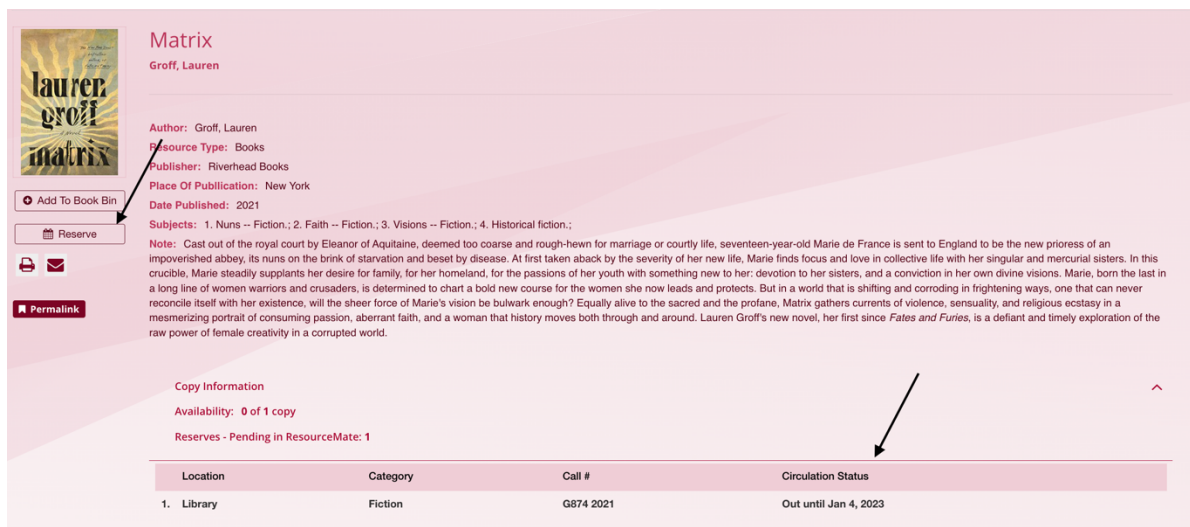 Matrix
Groff, Lauren
lauren
groff
a Novel
matrix
Author: Groff, Lauren
Resource Type: Books
Publisher: Riverhead Books
Place Of Publlication: New York
Date Published: 2021
Subjects: 1. Nuns -- Fiction.; 2. Faith -- Fiction.; 3. Visions -- Fiction.; 4. Historical fiction.;
Note: Cast out of the royal court by Eleanor of Aquitaine, deemed too coarse and rough-hewn for marriage or courtly life, seventeen-year-old Marie de France is sent to England to be the new prioress of an
impoverished abbey, its nuns on the brink of starvation and beset by disease. At first taken aback by the severity of her new life, Marie finds focus and love in collective life with her singular and mercurial sisters. In this
crucible, Marie steadily supplants her desire for family, for her homeland, for the passions of her youth with something new to her: devotion to her sisters, and a conviction in her own divine visions. Marie, born the last in
a long line of women warriors and crusaders, is determined to chart a bold new course for the women she now leads and protects. But in a world that is shifting and corroding in frightening ways, one that can never
reconcile itself with her existence, will the sheer force of Marie's vision be bulwark enough? Equally alive to the sacred and the profane, Matrix gathers currents of violence, sensuality, and religious ecstasy in a
mesmerizing portrait of consuming passion, aberrant faith, and a woman that history moves both through and around. Lauren Groff's new novel, her first since Fates and Furies, is a defiant and timely exploration of the
raw power of female creativity in a corrupted world.
Add To Book Bin
Reserve
Permalink
Copy Information
Availability: 0 of 1 copy
Reserves - Pending in ResourceMate: 1
Location Category Call # Circulation Status
1. Library Fiction G874 2021 Out until Jan 4, 2023